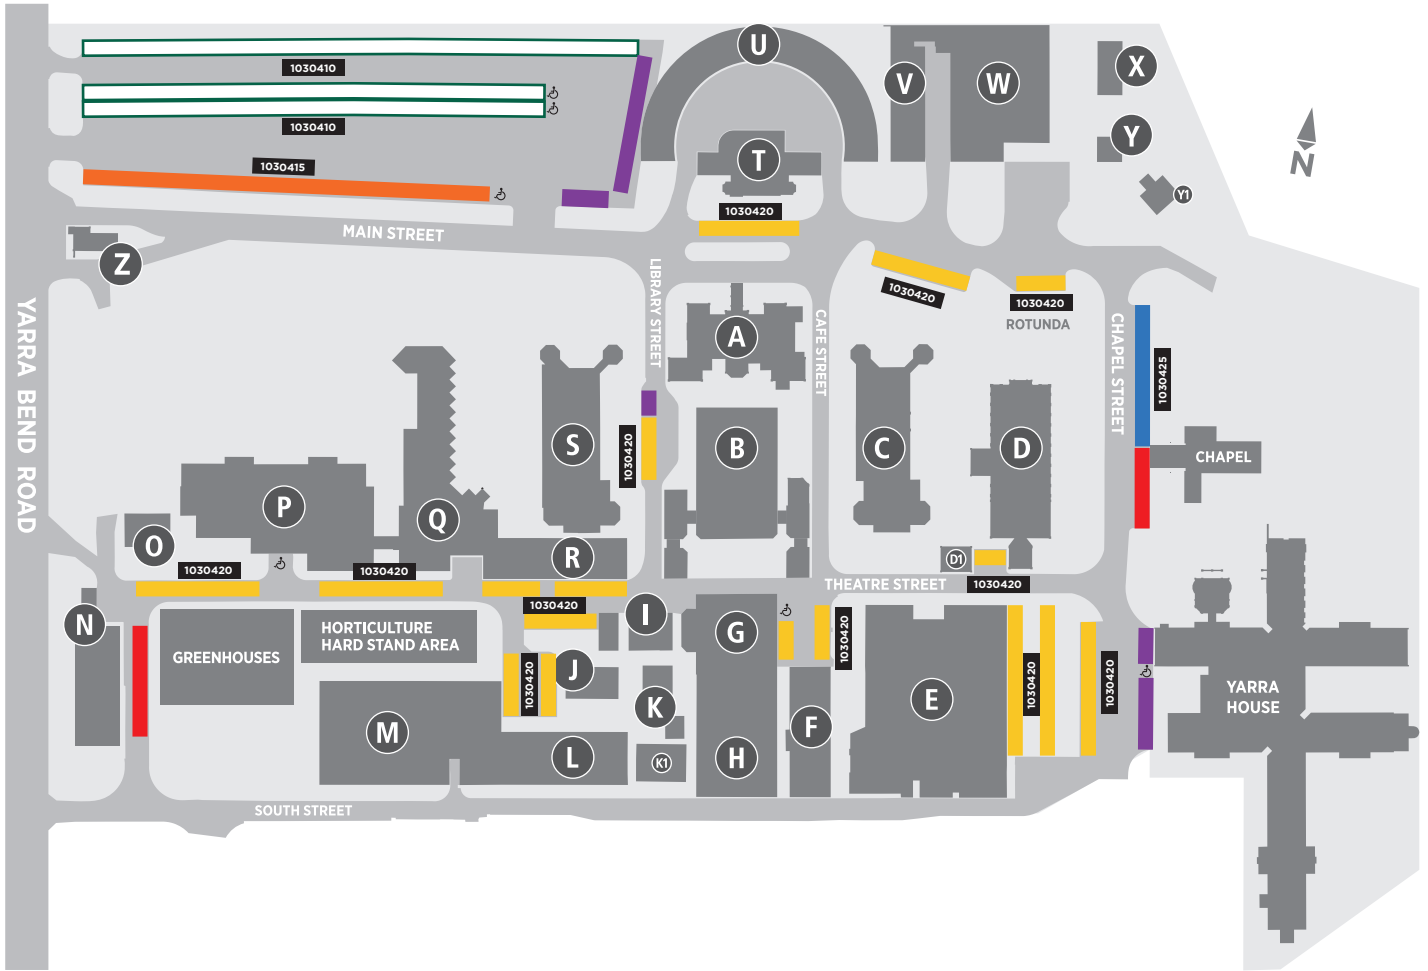 1030410
1030410
1030415
U
V
W
X
Y
Y1
T
N
1030420
MAIN STREET
Z
1030420
1030420
ROTUNDA
YARRA BEND ROAD
LIBRARY STREET
A
CAFE STREET
CHAPEL STREET
1030425
S
1030420
B
C
D
CHAPEL
P
Q
O
R
D1
1030420
1030420
THEATRE STREET
1030420
1030420
N
I
G
1030420
HORTICULTURE
HARD STAND AREA
GREENHOUSES
J
1030420
1030420
1030420
E
YARRA
HOUSE
K
F
M
L
K1
H
SOUTH STREET